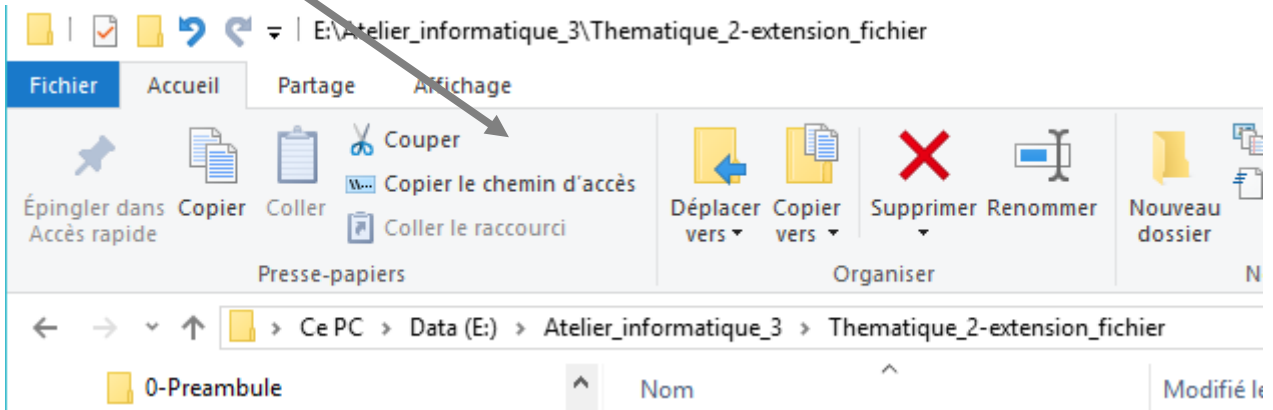 E:\Atelier_informatique_3\Thematique_2-extension_fichier
Fichier Accueil Partage Affichage
Épingler dans Accès rapide
Copier
Coller
Couper
Copier le chemin d'accès
Coller le raccourci
Presse-papiers
Déplacer vers
Copier vers
Supprimer
Renommer
Organiser
Nouveau dossier
N
Ce PC > Data (E:) > Atelier_informatique_3 > Thematique_2-extension_fichier
0-Preambule
Nom
Modifié le